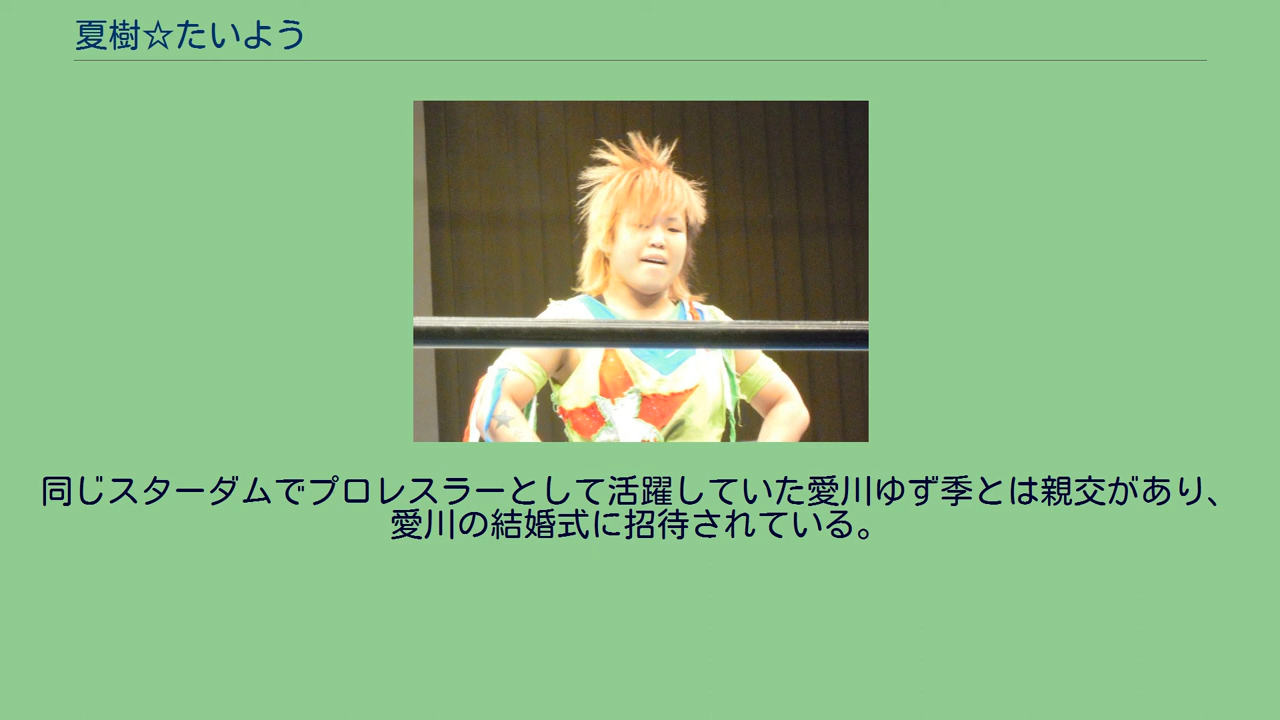 夏樹☆たいよう
同じスターダムでプロレスラーとして活躍していた愛川ゆず季とは親交があり、
愛川の結婚式に招待されている。